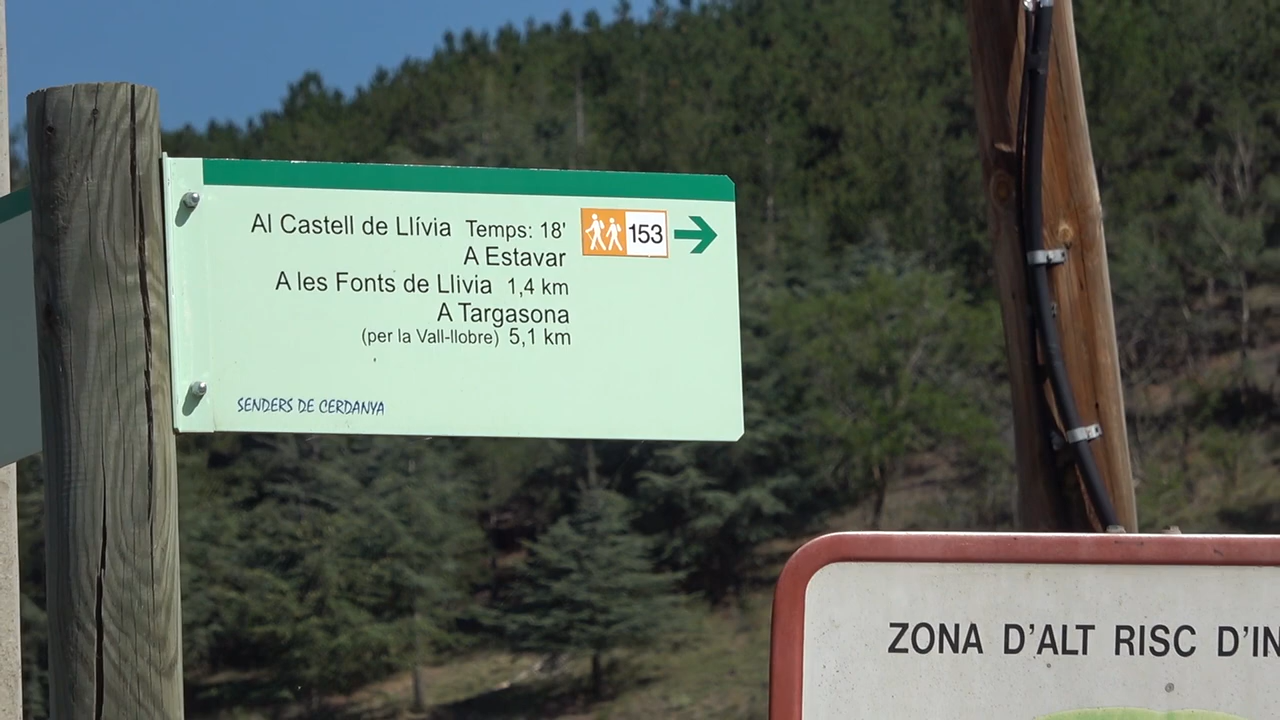 Al Castell de Llívia Temps: 18' 153
A Estavar
A les Fonts de Llivia 1,4 km
A Targasona
(per la Vall-llobre) 5,1 km
SENDERS DE CERDANYA
ZONA D'ALT RISC D'IN